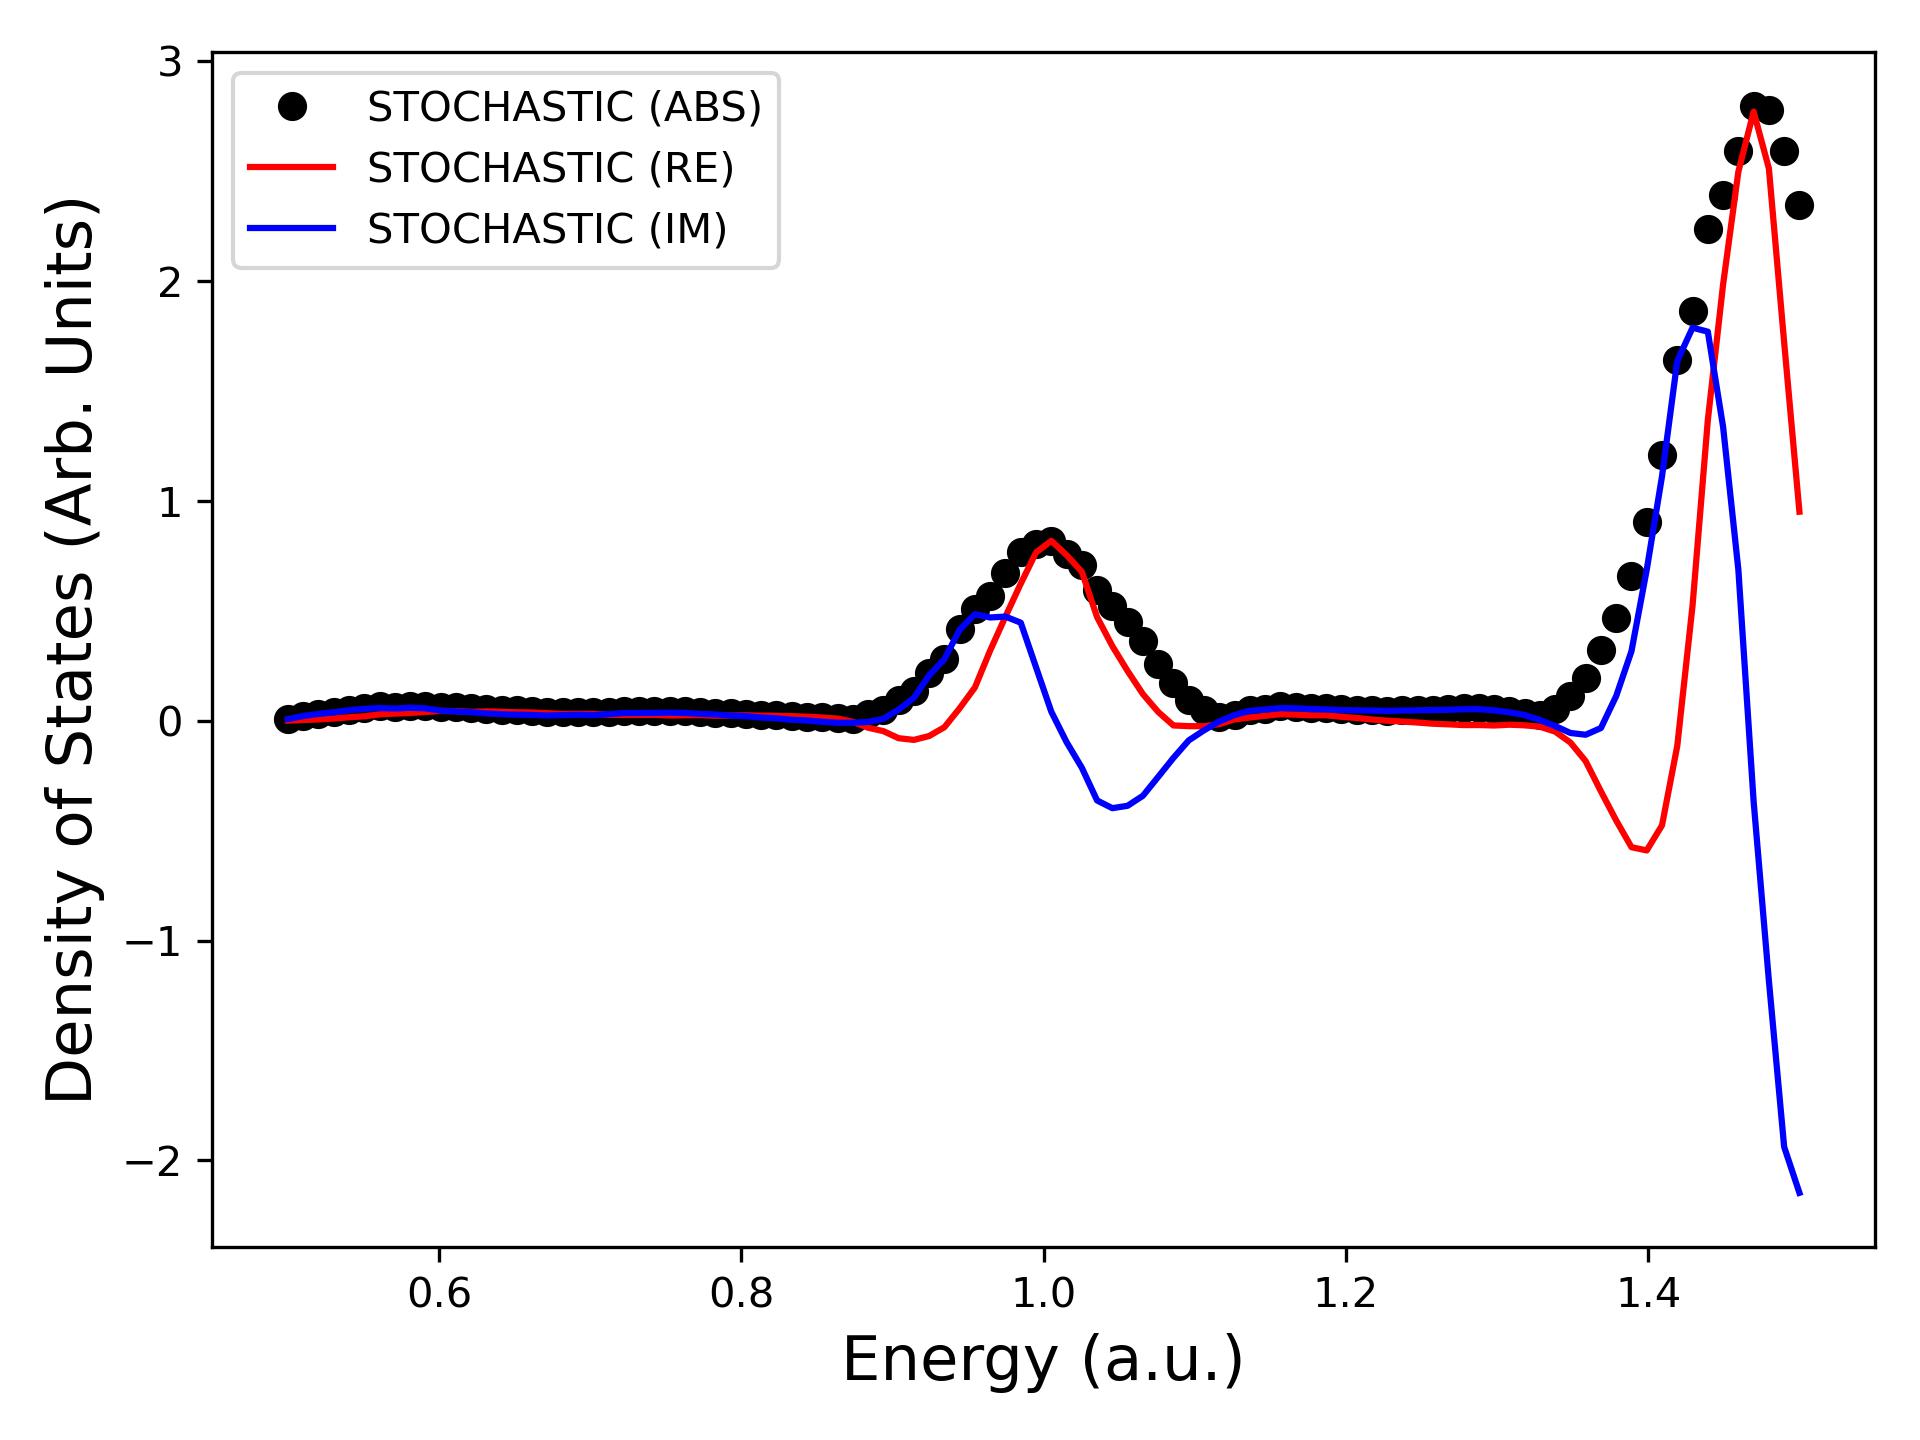 STOCHASTIC (ABS)
STOCHASTIC (RE)
STOCHASTIC (IM)
Density of States (Arb. Units)
3
2
1
0
−1
−2
0.6 0.8 1.0 1.2 1.4
Energy (a.u.)